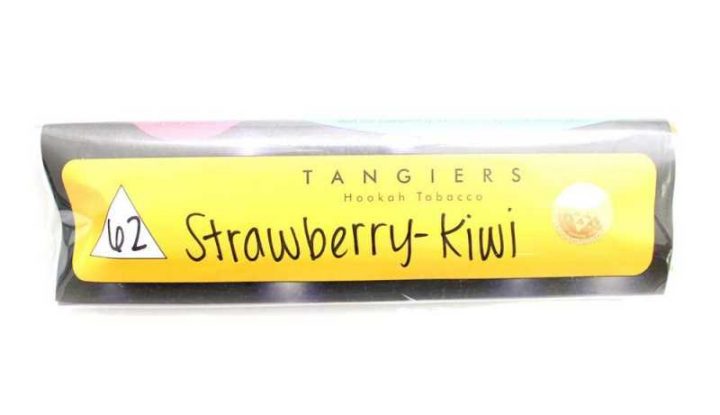 TANGIERS
Hookah Tobacco
62 Strawberry-Kiwi